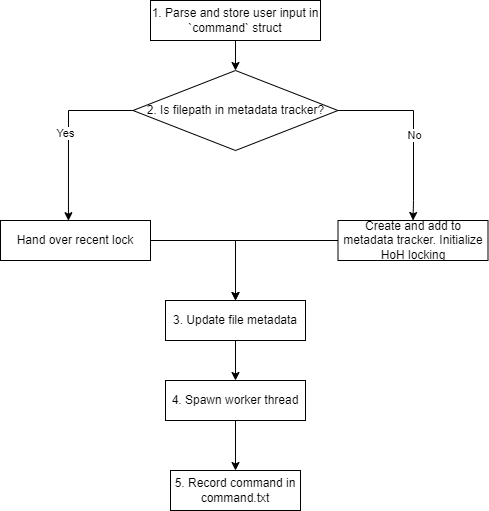 1. Parse and store user input in
`command` struct
2. Is filepath in metadata tracker?
Yes
No
Hand over recent lock
Create and add to
metadata tracker. Initialize
HoH locking
3. Update file metadata
4. Spawn worker thread
5. Record command in
command.txt